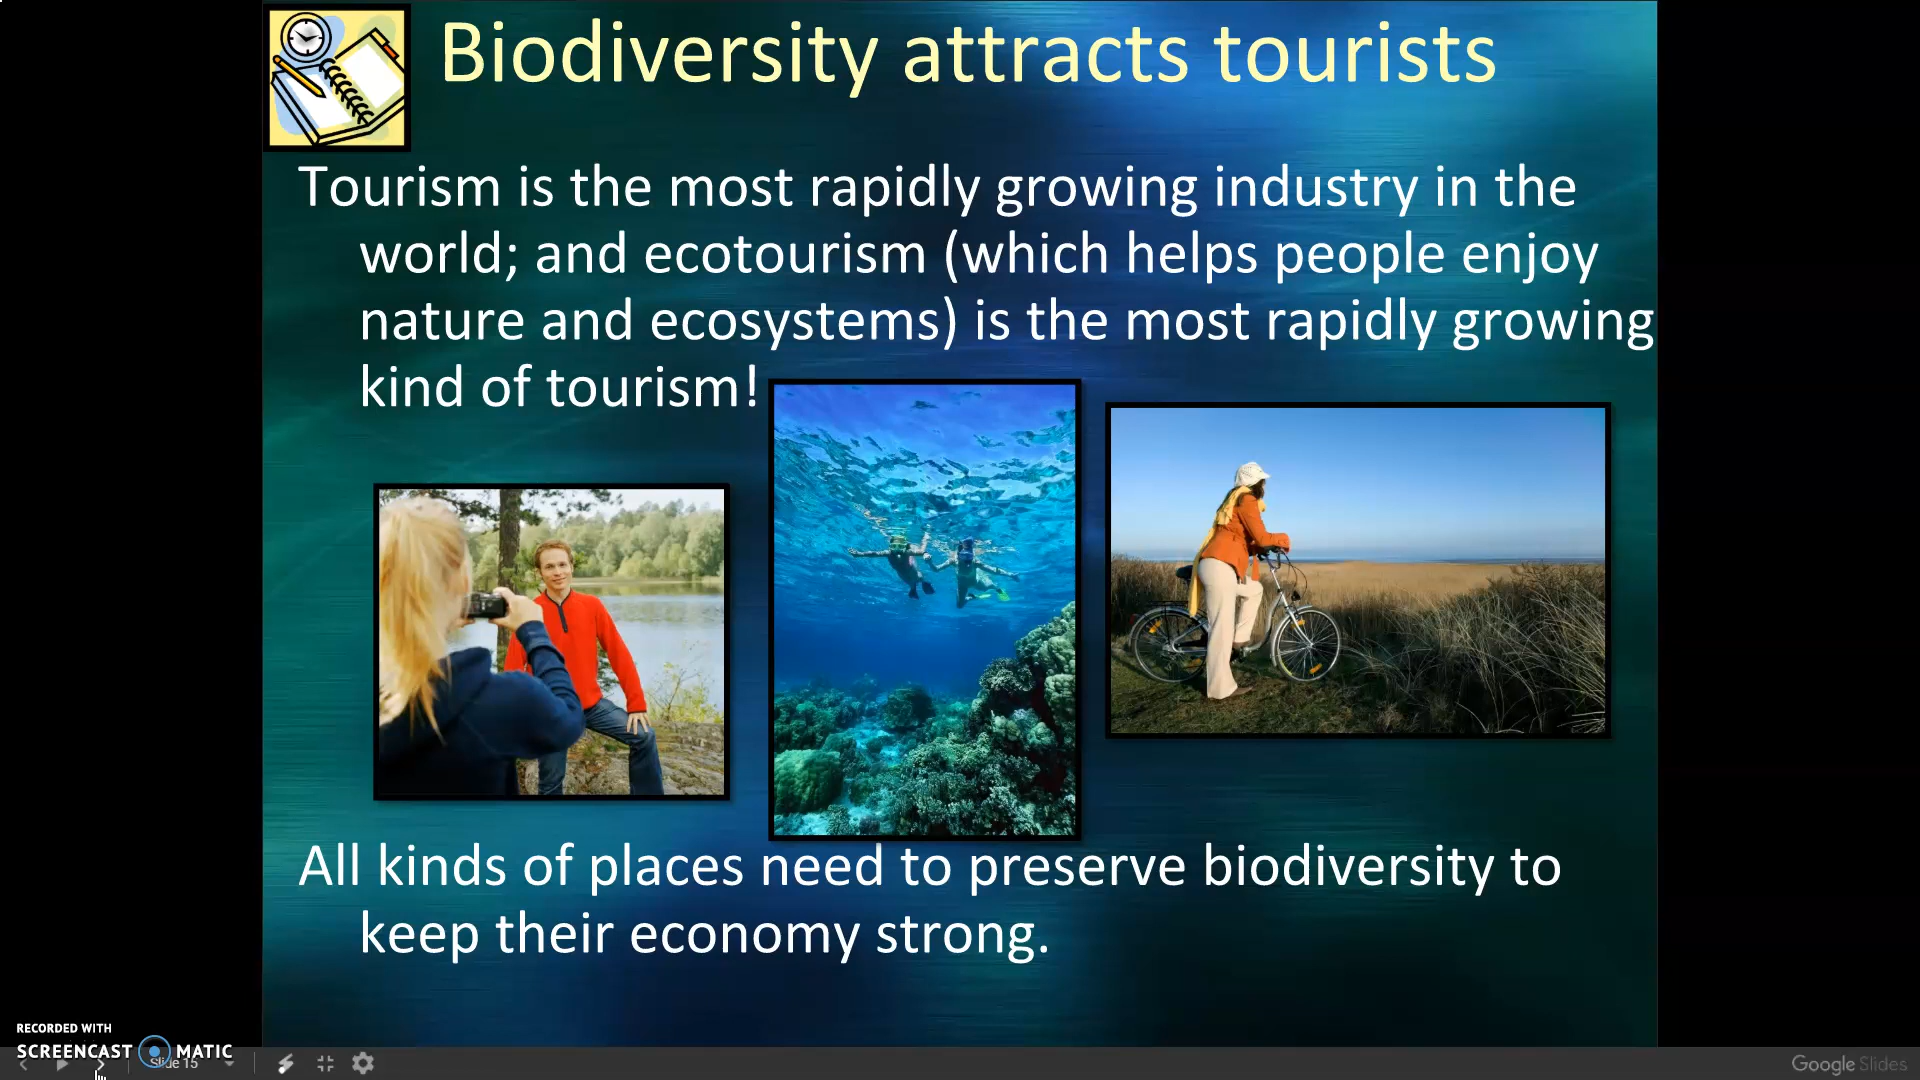 Biodiversity attracts tourists
Tourism is the most rapidly growing industry in the
world; and ecotourism (which helps people enjoy
nature and ecosystems) is the most rapidly growing
kind of tourism!
All kinds of places need to preserve biodiversity to
keep their economy strong.
RECORDED WITH
SCREENCAST MATIC
Slide 15
Google Slides